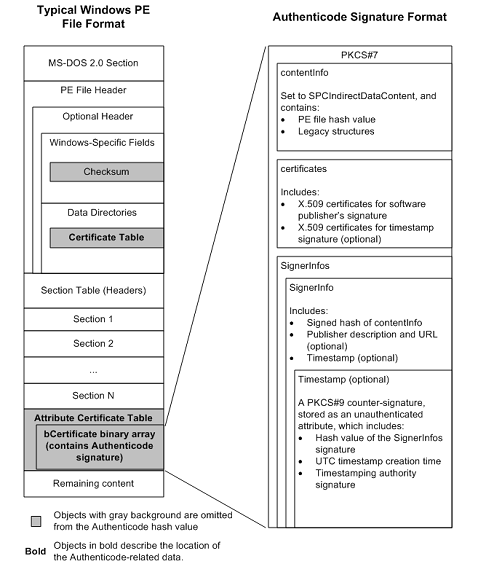 Typical Windows PE
File Format
MS-DOS 2.0 Section
PE File Header
Optional Header
Windows-Specific Fields
Checksum
Data Directories
Certificate Table
Section Table (Headers)
Section 1
Section 2
...
Section N
Attribute Certificate Table
bCertificate binary array
(contains Authenticode
signature)
Remaining content
Objects with gray background are omitted
from the Authenticode hash value
Bold Objects in bold describe the location of
the Authenticode-related data.
Authenticode Signature Format
PKCS#7
contentInfo
Set to SPCIndirectDataContent, and
contains:
• PE file hash value
• Legacy structures
certificates
Includes:
• X.509 certificates for software
publisher's signature
• X.509 certificates for timestamp
signature (optional)
SignerInfos
SignerInfo
Includes:
• Signed hash of contentInfo
• Publisher description and URL
(optional)
• Timestamp (optional)
Timestamp (optional)
A PKCS#9 counter-signature,
stored as an unauthenticated
attribute, which includes:
• Hash value of the SignerInfos
signature
• UTC timestamp creation time
• Timestamping authority
signature